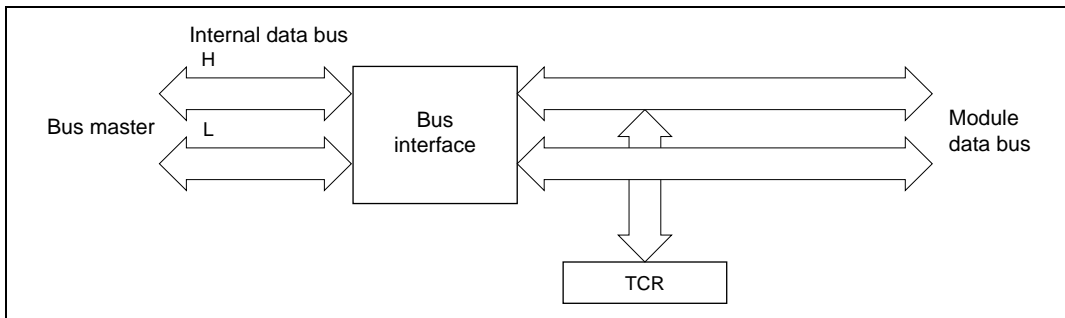 Internal data bus
H
Bus master
L
Bus
interface
Module
data bus
TCR